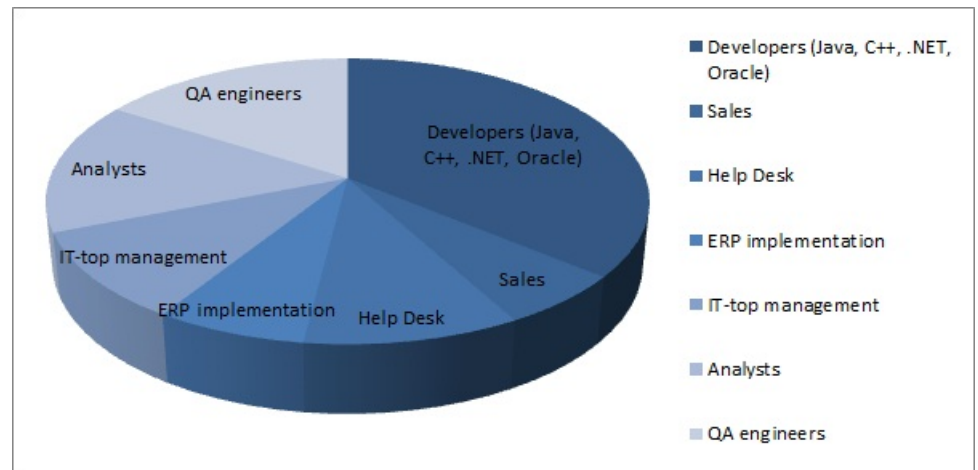 QA engineers
Developers (Java,
C++, .NET, Oracle)
Analysts
IT-top management
Sales
ERP implementation
Help Desk
Developers (Java, C++, .NET,
Oracle)
Sales
Help Desk
ERP implementation
IT-top management
Analysts
QA engineers